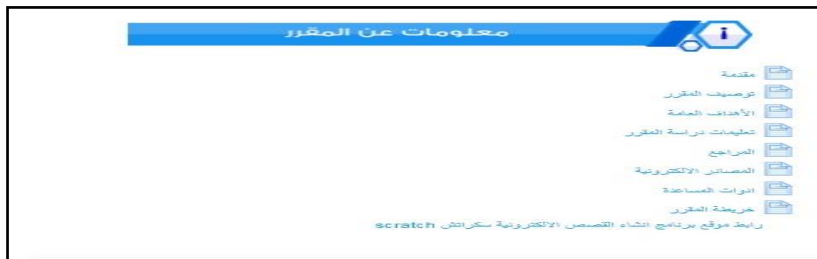 معلومات عن المقرر
مقدمة
توصيف المقرر
الأهداف العامة
تعليمات دراسة المقرر
المراجع
المصادر الالكترونية
ادوات المساعدة
خريطة المقرر
رابط موقع برنامج انشاء القصص الالكترونية سكراتش scratch